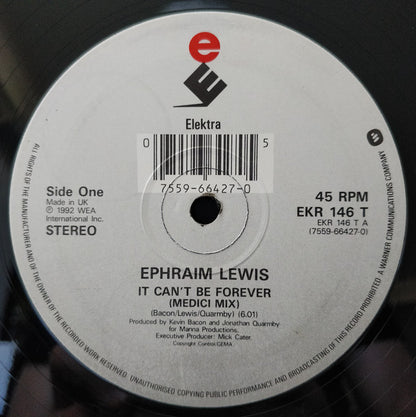 e
E
Elektra
0 5
7559-66427-0
Side One
Made in UK
℗ 1992 WEA
International Inc.
STEREO
45 RPM
EKR 146 T
EKR 146 T A
(7559-66427-0)
EPHRAIM LEWIS
IT CAN'T BE FOREVER
(MEDICI MIX)
(Bacon/Lewis/Quarmby) (6.01)
Produced by Kevin Bacon and Jonathan Quarmby
for Manna Productions.
Executive Producer: Mick Cater.
Copyright Control/GEMA.
ALL RIGHTS OF THE MANUFACTURER AND OF THE OWNER OF THE RECORDED WORK RESERVED. UNAUTHORISED COPYING PUBLIC PERFORMANCE AND BROADCASTING OF THIS RECORD PROHIBITED. A WARNER COMMUNICATIONS COMPANY.